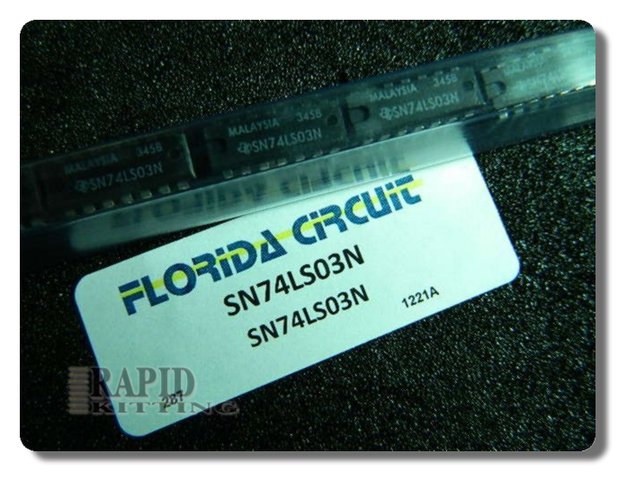 MALAYSIA 345B
SN74LS03N
MALAYSIA 345B
SN74LS03N
MALAYSIA 345B
SN74LS03N
FLORIDA CIRCUIT
SN74LS03N
SN74LS03N
1221A
RAPID
KITTING